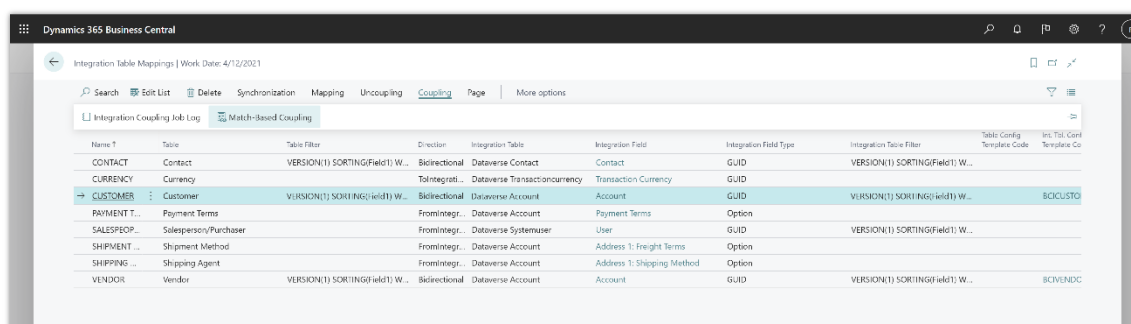 Dynamics 365 Business Central
Integration Table Mappings | Work Date: 4/12/2021
Search Edit List Delete Synchronization Mapping Uncoupling Coupling Page More options
Integration Coupling Job Log Match-Based Coupling
Name ↑ Table Table Filter Direction Integration Table Integration Field Integration Field Type Integration Table Filter Table Config Template Code Int. Tbl. Conf Template Co
CONTACT Contact VERSION(1) SORTING(Field1) W... Bidirectional Dataverse Contact Contact GUID VERSION(1) SORTING(Field1) W...
CURRENCY Currency ToIntegrati... Dataverse Transactioncurrency Transaction Currency GUID
CUSTOMER Customer VERSION(1) SORTING(Field1) W... Bidirectional Dataverse Account Account GUID VERSION(1) SORTING(Field1) W... BCICUSTO
PAYMENT T... Payment Terms FromIntegr... Dataverse Account Payment Terms Option
SALESPEOP... Salesperson/Purchaser FromIntegr... Dataverse Systemuser User GUID VERSION(1) SORTING(Field1) W...
SHIPMENT ... Shipment Method FromIntegr... Dataverse Account Address 1: Freight Terms Option
SHIPPING ... Shipping Agent FromIntegr... Dataverse Account Address 1: Shipping Method Option
VENDOR Vendor VERSION(1) SORTING(Field1) W... Bidirectional Dataverse Account Account GUID VERSION(1) SORTING(Field1) W... BCIVENDC